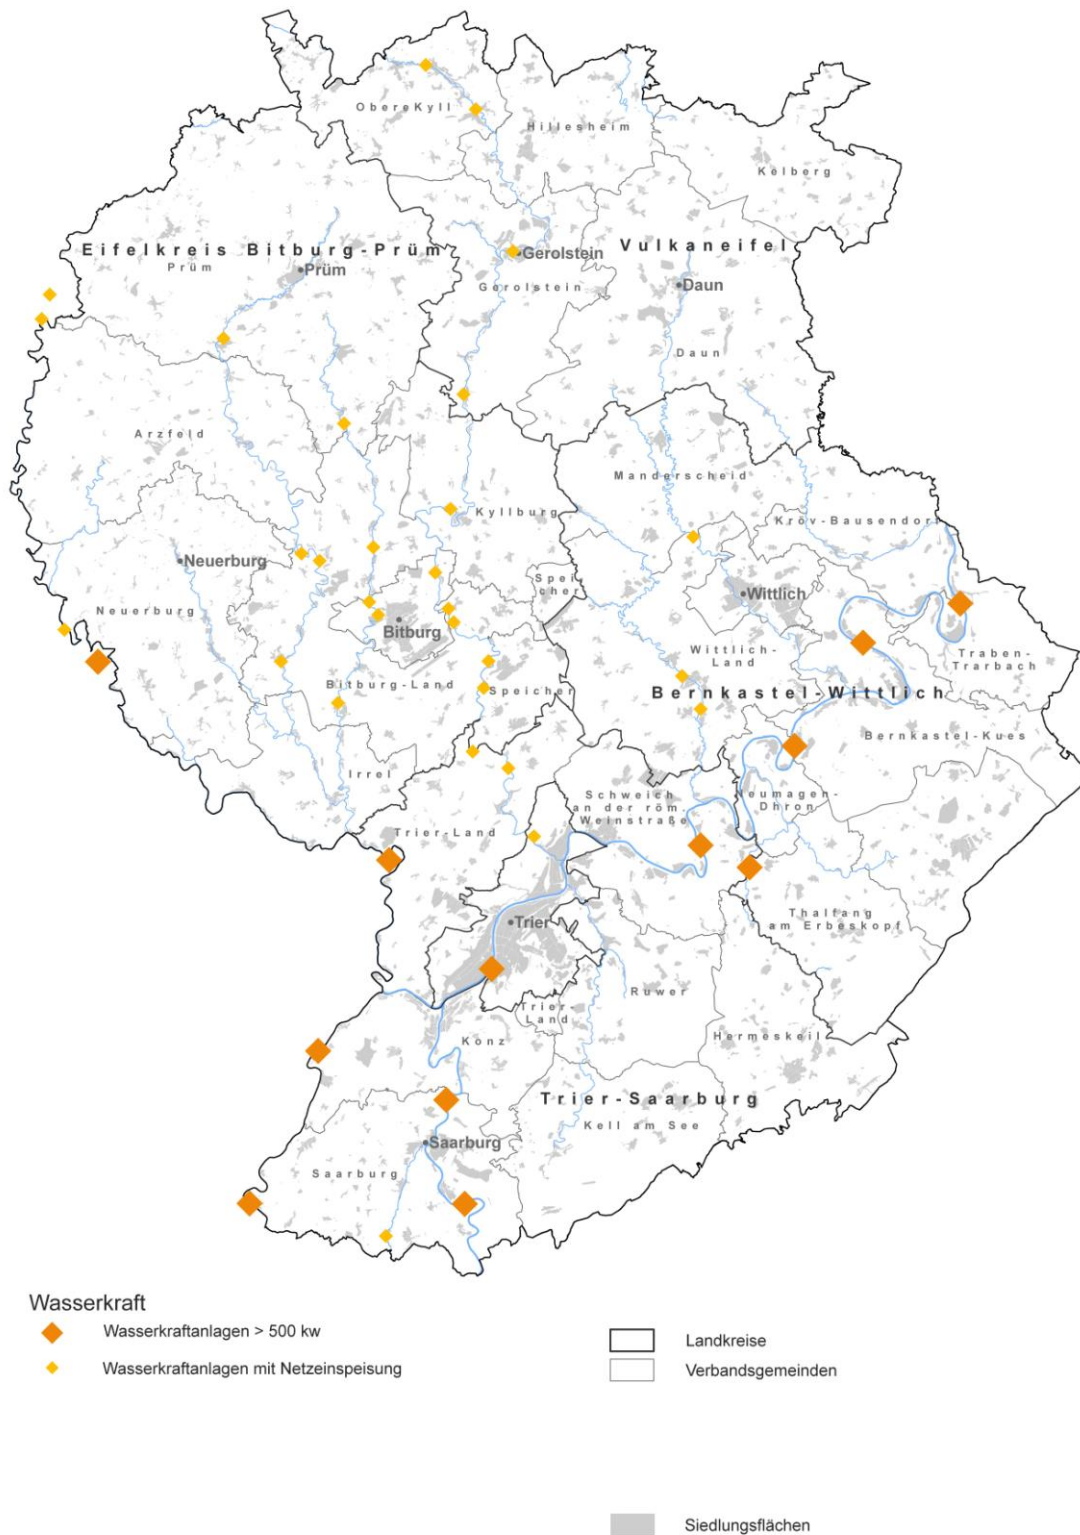 Obere Kyll
Hillesheim
Kelberg
Eifelkreis Bitburg-Prüm
Vulkaneifel
Prüm
Prüm
Gerolstein
Gerolstein
Daun
Daun
Arzfeld
Manderscheid
Kyllburg
Kröv-Bausendorf
Neuerburg
Spei
cher
Wittlich
Neuerburg
Bitburg
Wittlich-
Land
Traben-
Trarbach
Bitburg-Land
Speicher
Bernkastel-Wittlich
Bernkastel-Kues
Irrel
Schweich
an der röm.
Weinstraße
Neumagen-
Dhron
Trier-Land
Trier
Thalfang
am Erbeskopf
Ruwer
Trier-
Land
Konz
Hermeskeil
Trier-Saarburg
Kell am See
Saarburg
Saarburg
Wasserkraft
Wasserkraftanlagen > 500 kw
Landkreise
Wasserkraftanlagen mit Netzeinspeisung
Verbandsgemeinden
Siedlungsflächen